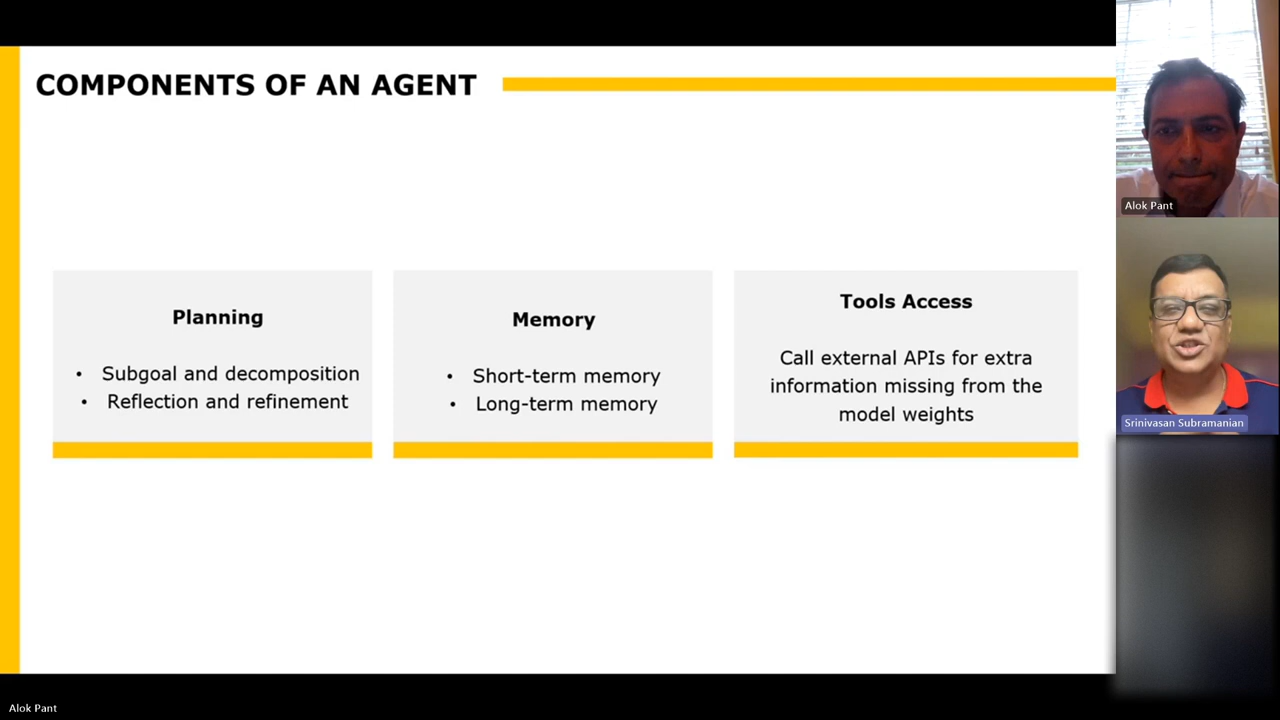 COMPONENTS OF AN AGENT
Planning
• Subgoal and decomposition
• Reflection and refinement
Memory
• Short-term memory
• Long-term memory
Tools Access
Call external APIs for extra
information missing from the
model weights
Alok Pant
Srinivasan Subramanian
Alok Pant